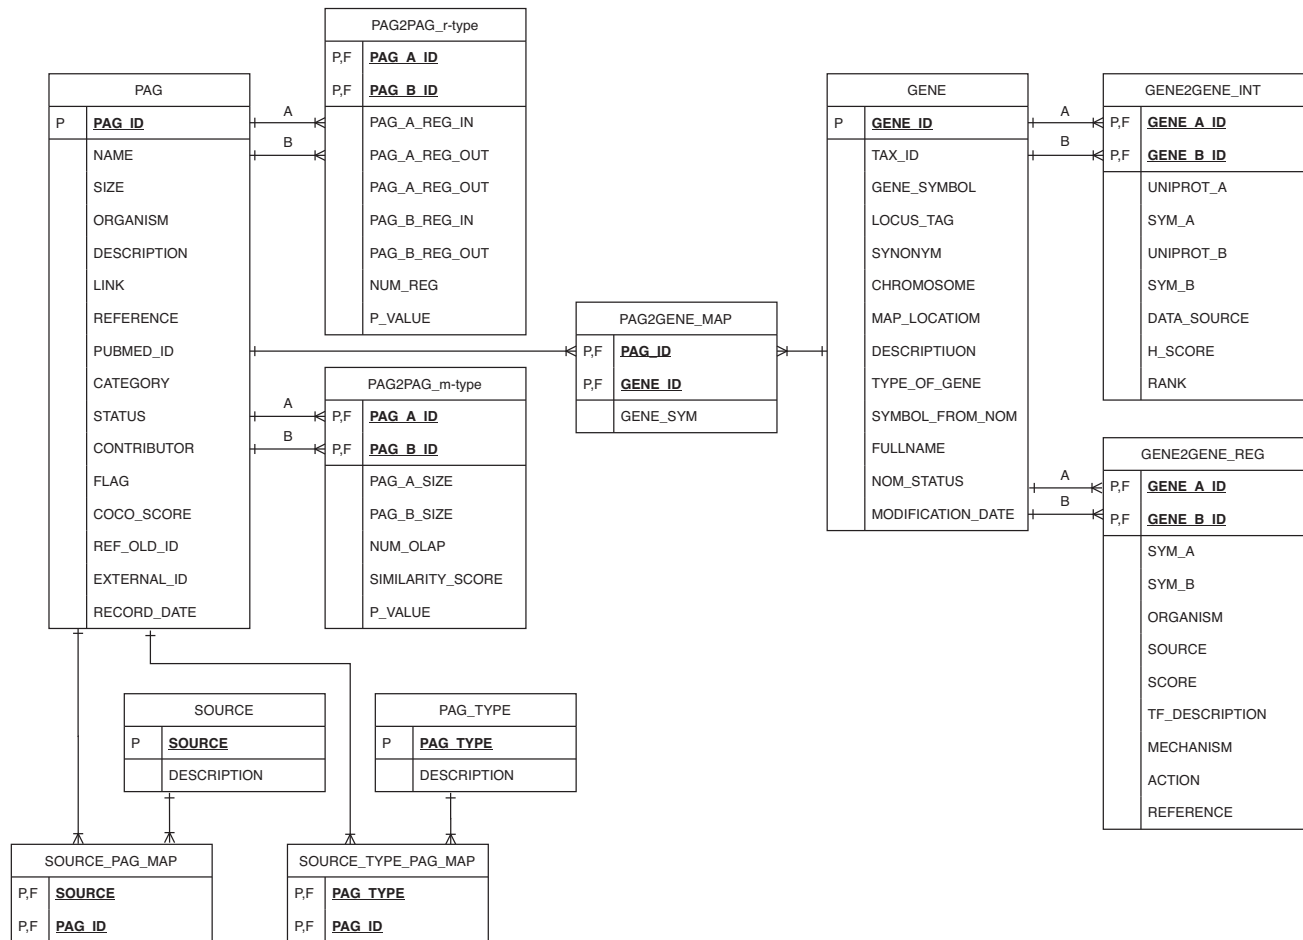 PAG2PAG_r-type
P,F PAG_A_ID
P,F PAG_B_ID
PAG_A_REG_IN
PAG_A_REG_OUT
PAG_A_REG_OUT
PAG_B_REG_IN
PAG_B_REG_OUT
NUM_REG
P_VALUE
PAG
P PAG_ID
NAME
SIZE
ORGANISM
DESCRIPTION
LINK
REFERENCE
PUBMED_ID
CATEGORY
STATUS
CONTRIBUTOR
FLAG
COCO_SCORE
REF_OLD_ID
EXTERNAL_ID
RECORD_DATE
A
B
A
B
PAG2PAG_m-type
P,F PAG_A_ID
P,F PAG_B_ID
PAG_A_SIZE
PAG_B_SIZE
NUM_OLAP
SIMILARITY_SCORE
P_VALUE
PAG2GENE_MAP
P,F PAG_ID
P,F GENE_ID
GENE_SYM
GENE
P GENE_ID
TAX_ID
GENE_SYMBOL
LOCUS_TAG
SYNONYM
CHROMOSOME
MAP_LOCATIOM
DESCRIPTIUON
TYPE_OF_GENE
SYMBOL_FROM_NOM
FULLNAME
NOM_STATUS
MODIFICATION_DATE
A
B
A
B
GENE2GENE_INT
P,F GENE_A_ID
P,F GENE_B_ID
UNIPROT_A
SYM_A
UNIPROT_B
SYM_B
DATA_SOURCE
H_SCORE
RANK
GENE2GENE_REG
P,F GENE_A_ID
P,F GENE_B_ID
SYM_A
SYM_B
ORGANISM
SOURCE
SCORE
TF_DESCRIPTION
MECHANISM
ACTION
REFERENCE
SOURCE
P SOURCE
DESCRIPTION
PAG_TYPE
P PAG_TYPE
DESCRIPTION
SOURCE_PAG_MAP
P,F SOURCE
P,F PAG_ID
SOURCE_TYPE_PAG_MAP
P,F PAG_TYPE
P,F PAG_ID